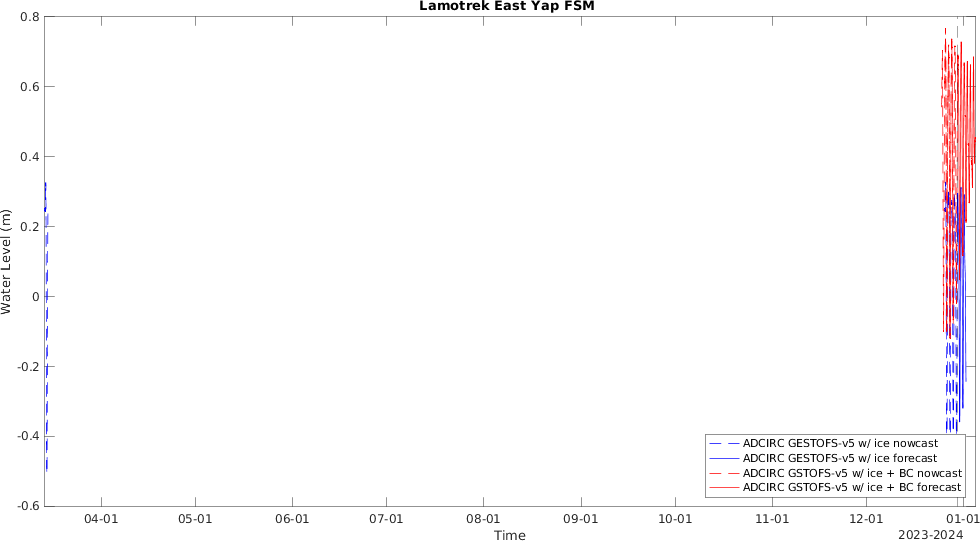 Lamotrek East Yap FSM
0.8
0.6
0.4
0.2
0
-0.2
-0.4
-0.6
Water Level (m)
ADCIRC GESTOFS-v5 w/ ice nowcast
ADCIRC GESTOFS-v5 w/ ice forecast
ADCIRC GSTOFS-v5 w/ ice + BC nowcast
ADCIRC GSTOFS-v5 w/ ice + BC forecast
04-01 05-01 06-01 07-01 08-01 09-01 10-01 11-01 12-01 01-01
Time
2023-2024